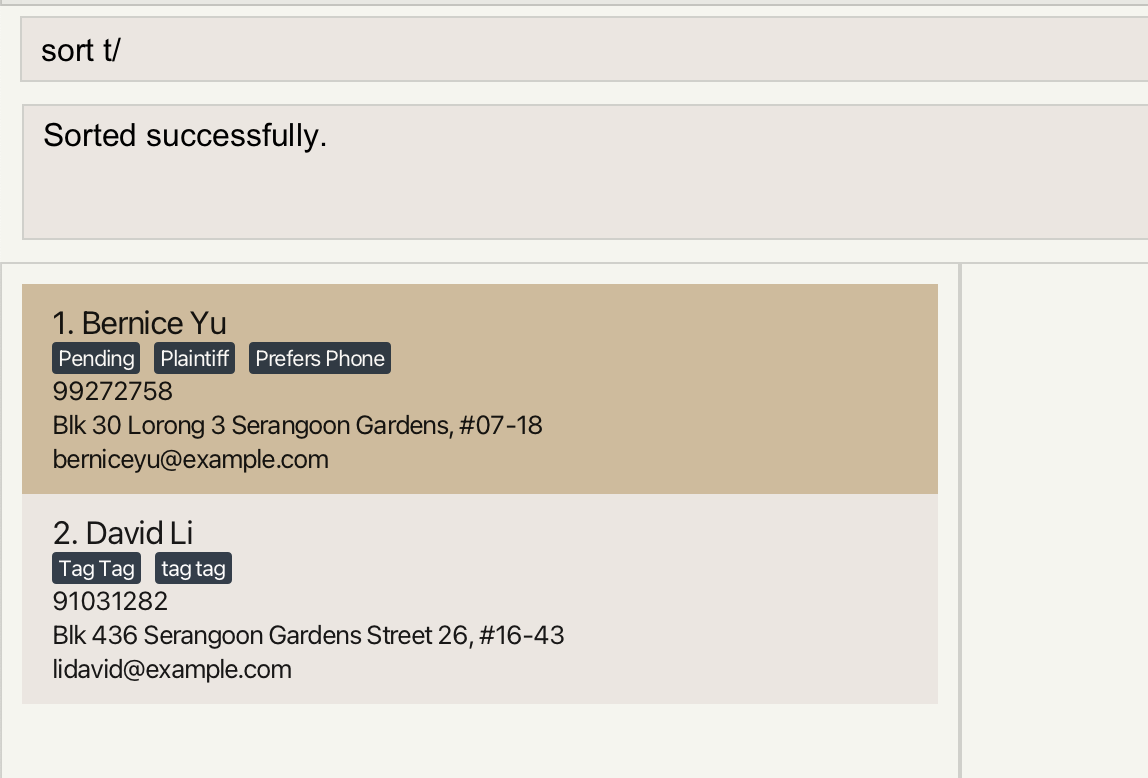 sort t/
Sorted successfully.
1. Bernice Yu
Pending Plaintiff Prefers Phone
99272758
Blk 30 Lorong 3 Serangoon Gardens, #07-18
berniceyu@example.com
2. David Li
Tag Tag tag tag
91031282
Blk 436 Serangoon Gardens Street 26, #16-43
lidavid@example.com